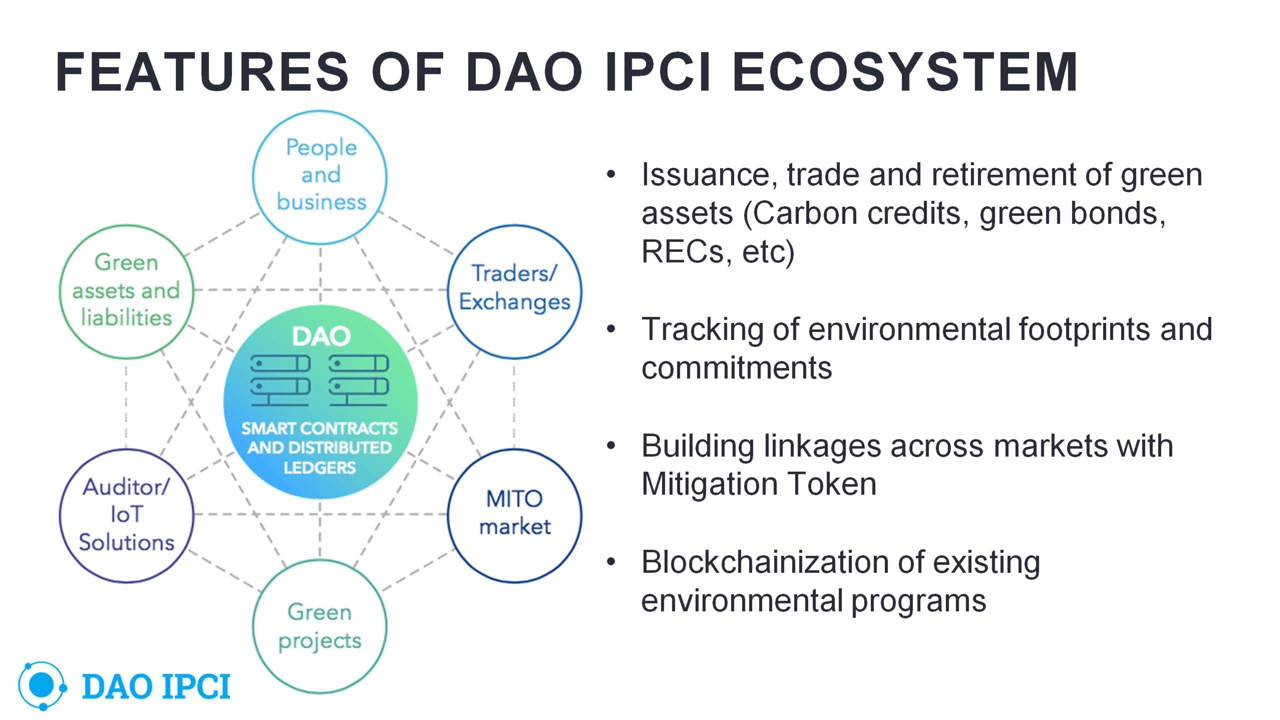 FEATURES OF DAO IPCI ECOSYSTEM
People
and
business
Green
assets and
liabilities
Traders/
Exchanges
DAO
SMART CONTRACTS
AND DISTRIBUTED
LEDGERS
Auditor/
IoT
Solutions
MITO
market
Green
projects
• Issuance, trade and retirement of green
assets (Carbon credits, green bonds,
RECs, etc)
• Tracking of environmental footprints and
commitments
• Building linkages across markets with
Mitigation Token
• Blockchainization of existing
environmental programs
DAO IPCI